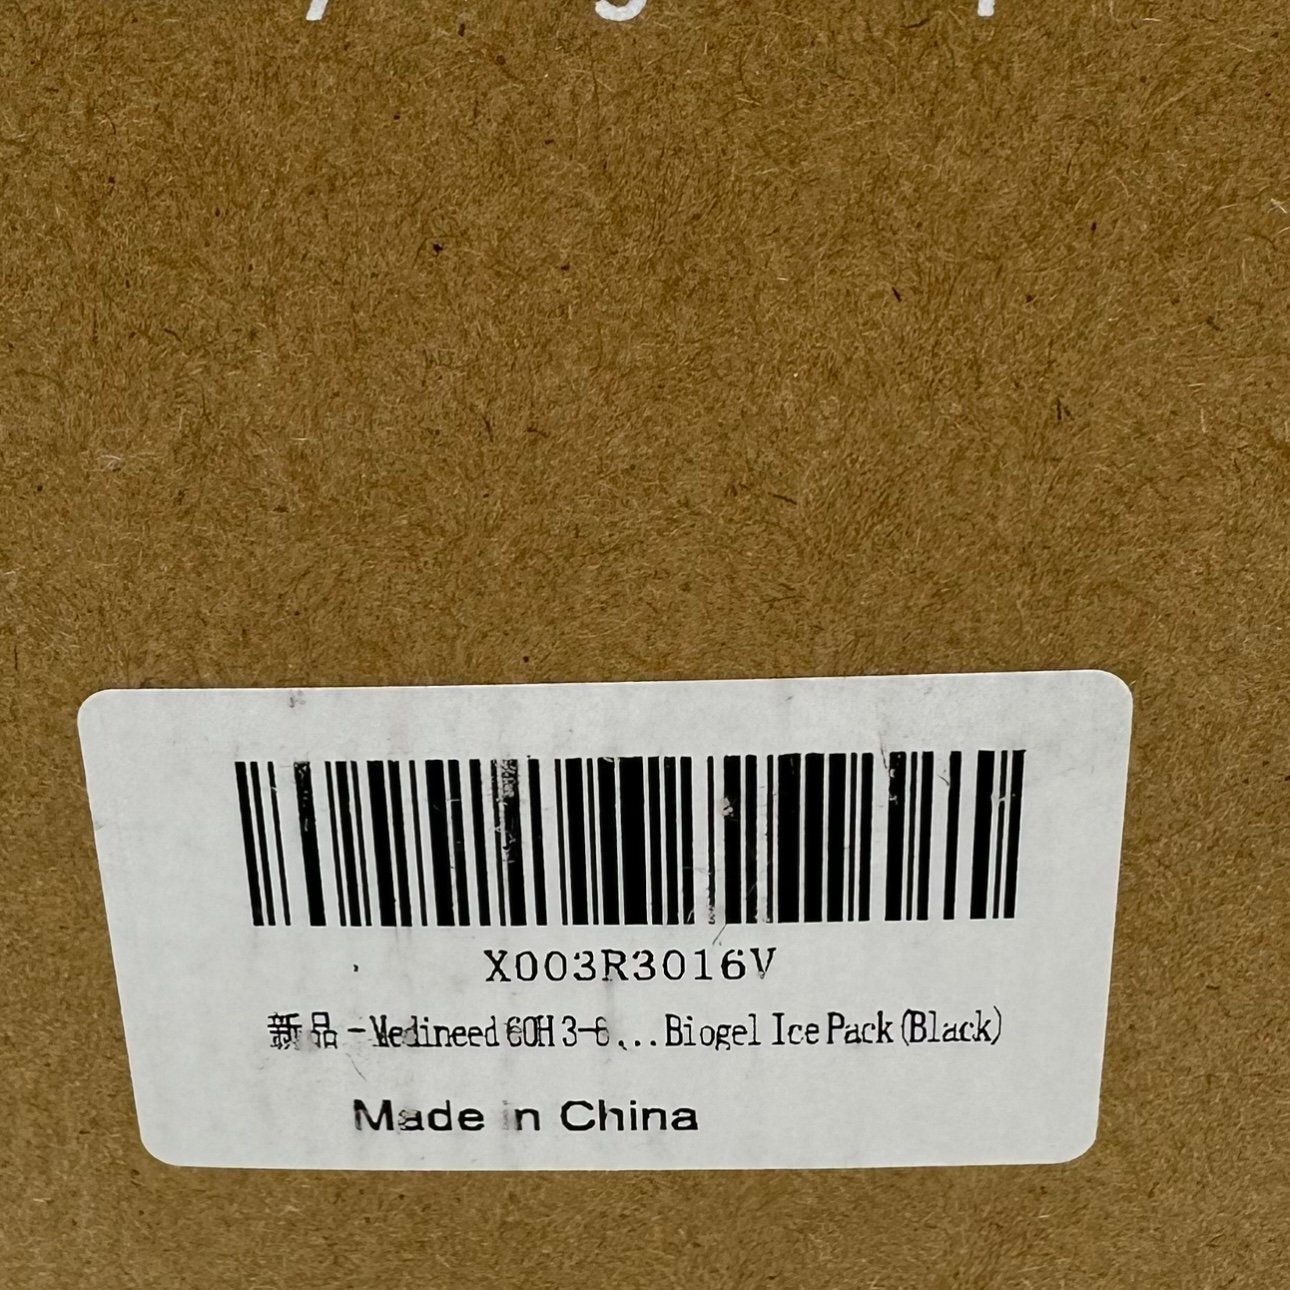 X003R3016V
新品 - Medineed 60H 3-6... Biogel Ice Pack (Black)
Made in China